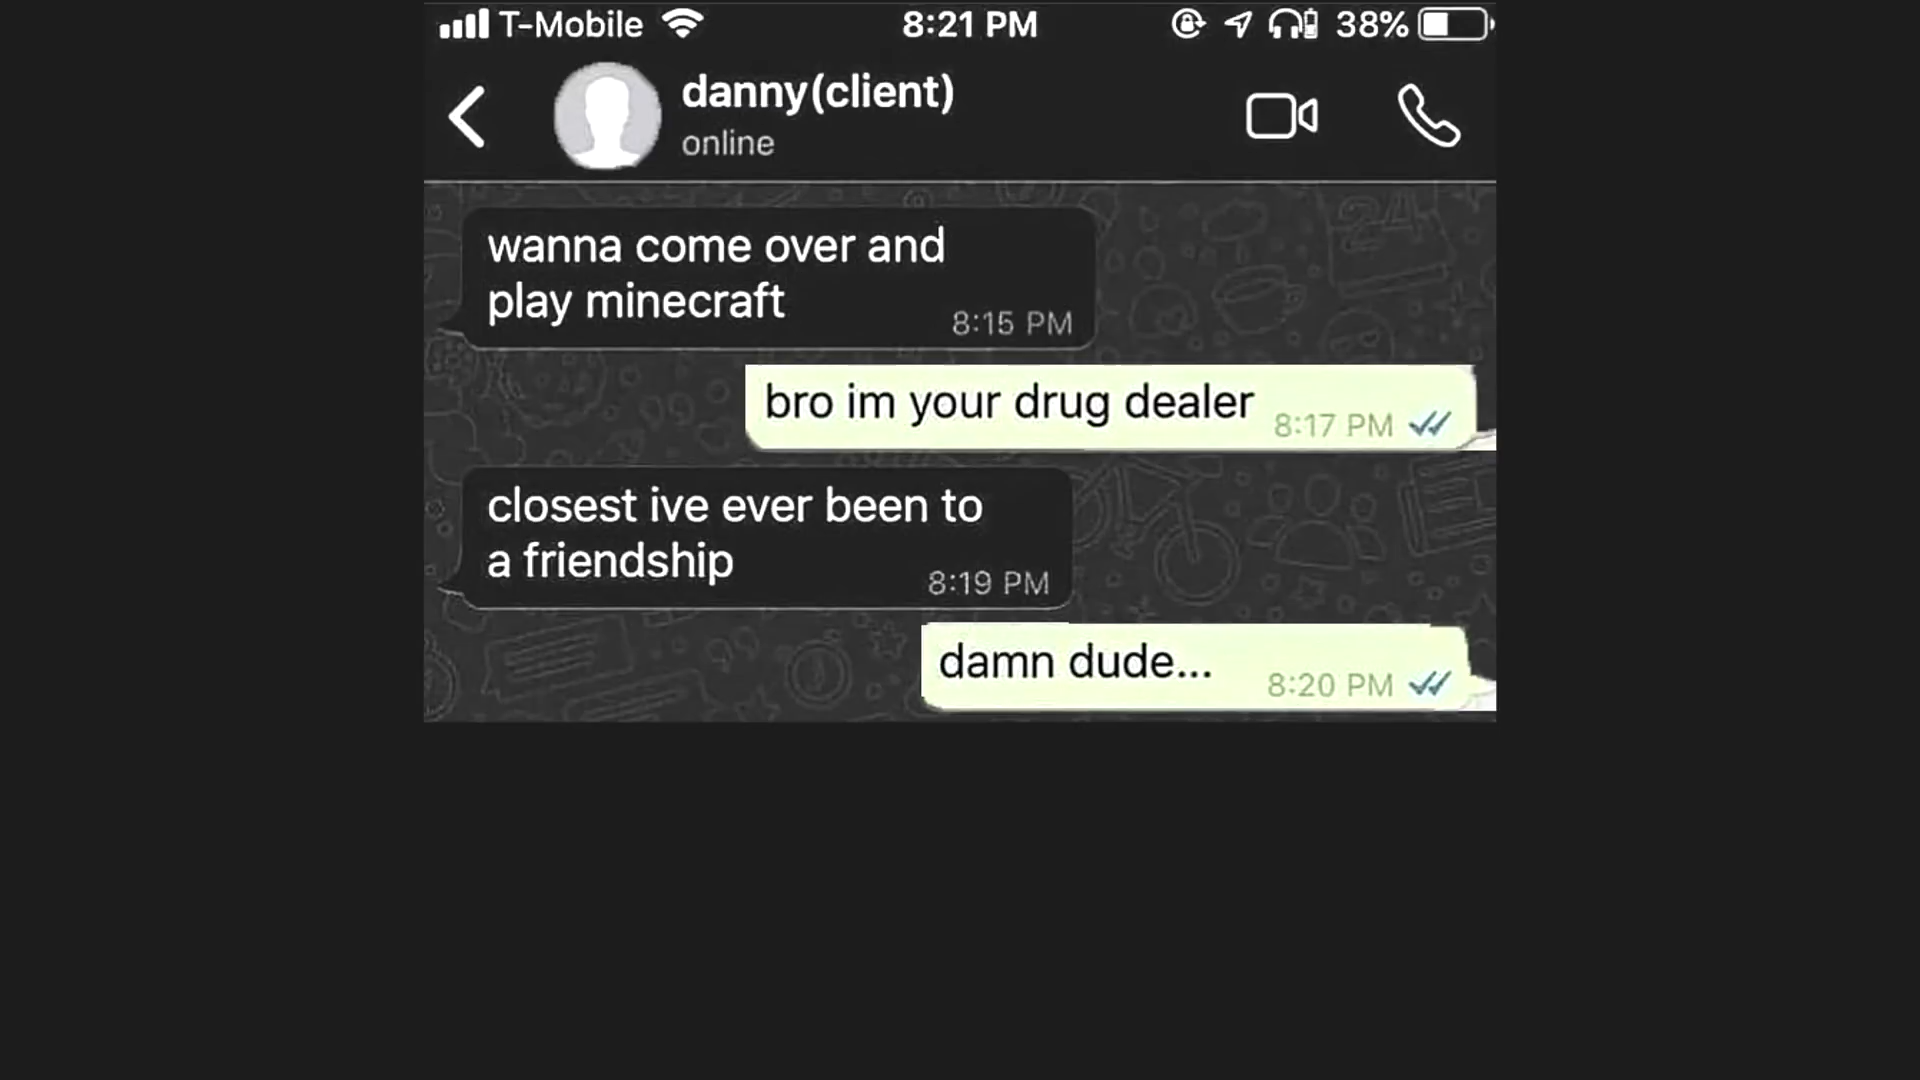 T-Mobile 8:21 PM 38%
danny(client)
online
wanna come over and
play minecraft
8:15 PM
bro im your drug dealer 8:17 PM
closest ive ever been to
a friendship
8:19 PM
damn dude... 8:20 PM